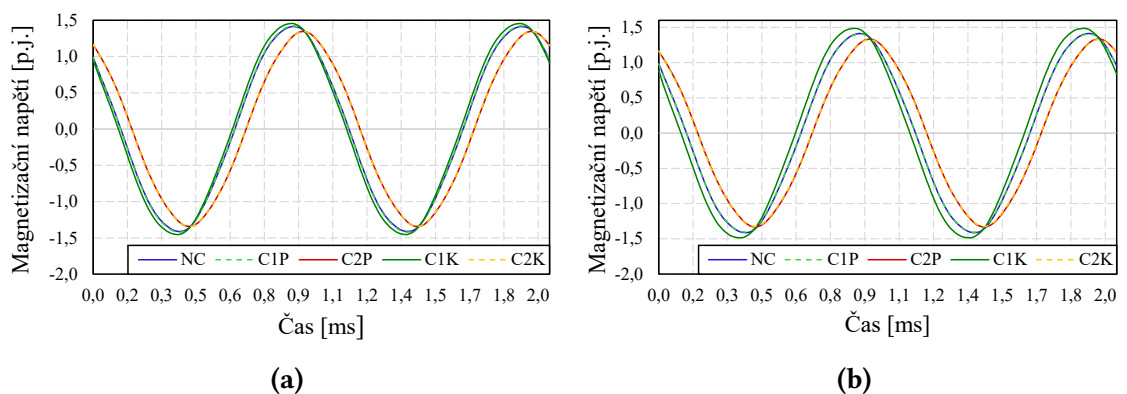 Magnetizační napětí [p.j.]
1,5
1,0
0,5
0,0
-0,5
-1,0
-1,5
-2,0
NC C1P C2P C1K C2K
0,0 0,2 0,3 0,5 0,6 0,8 0,9 1,1 1,2 1,4 1,5 1,7 1,8 2,0
Čas [ms]
(a)
Magnetizační napětí [p.j.]
1,5
1,0
0,5
0,0
-0,5
-1,0
-1,5
-2,0
NC C1P C2P C1K C2K
0,0 0,2 0,3 0,5 0,6 0,8 0,9 1,1 1,2 1,4 1,5 1,7 1,8 2,0
Čas [ms]
(b)